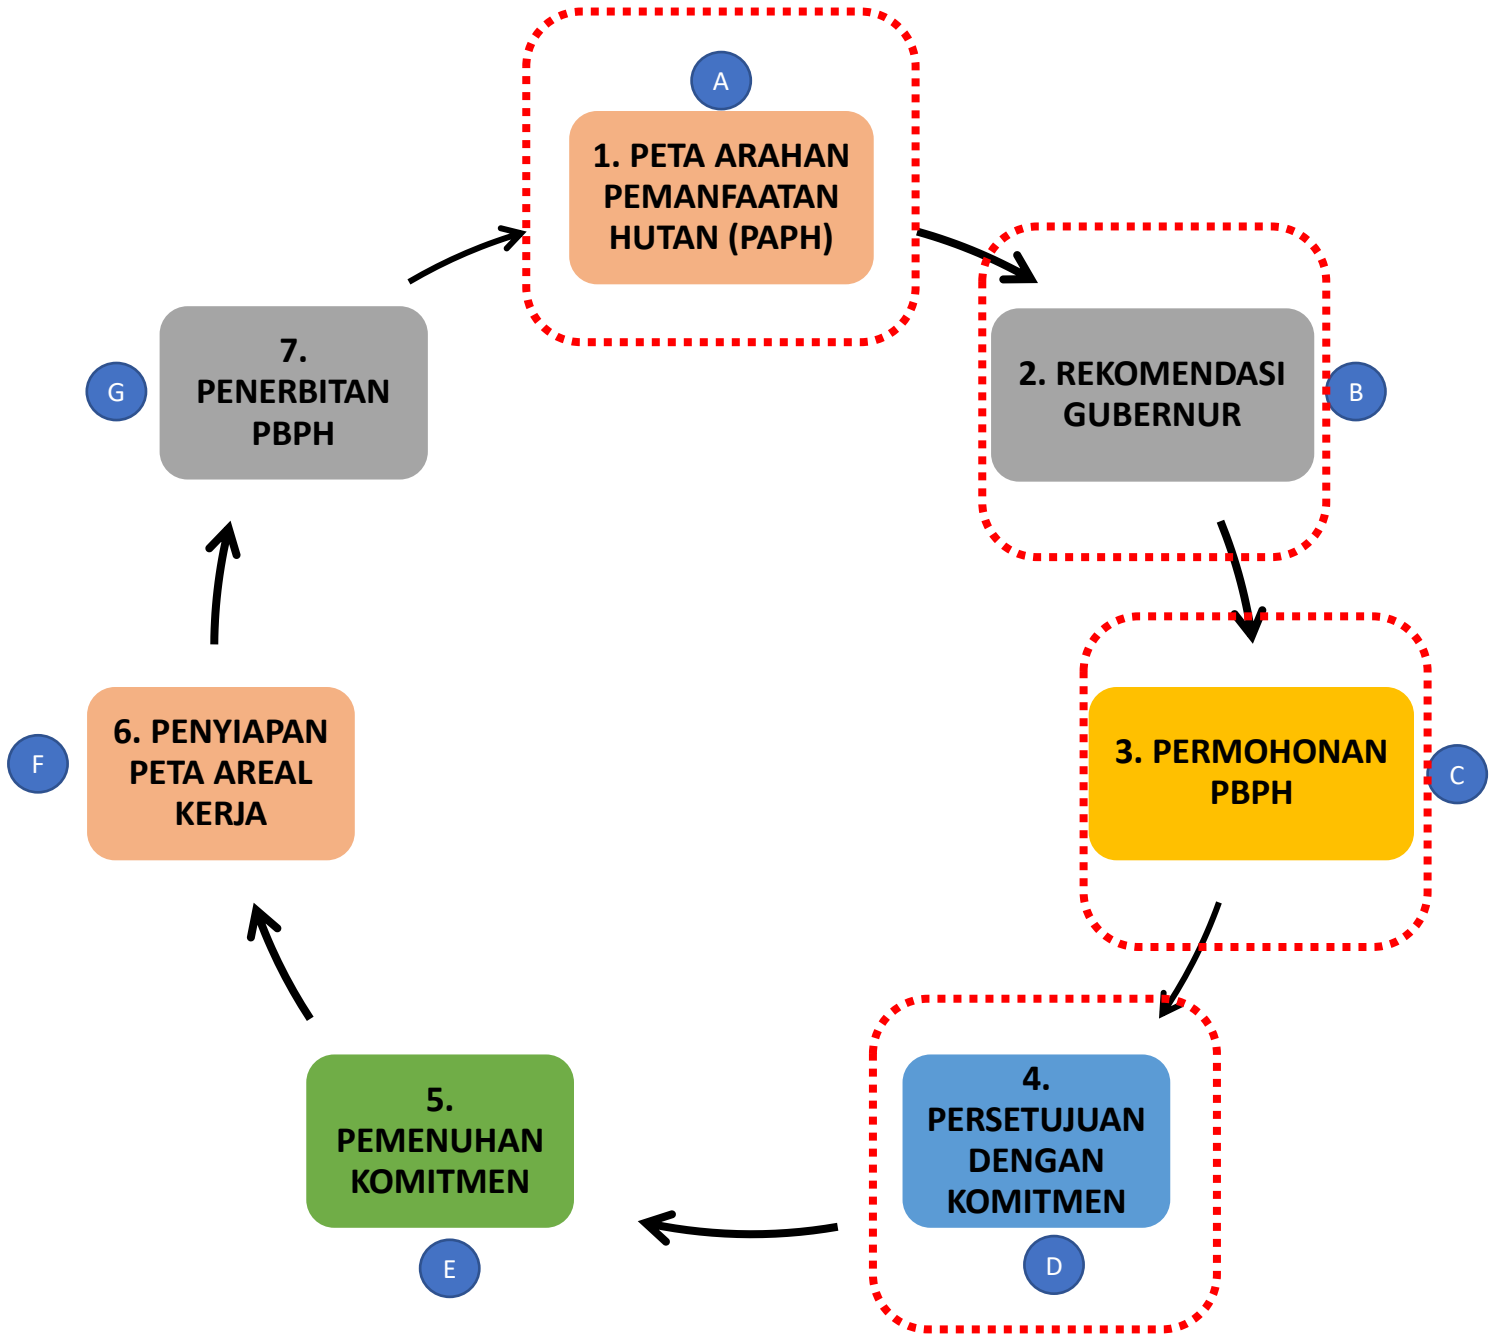 A
1. PETA ARAHAN
PEMANFAATAN
HUTAN (PAPH)
2. REKOMENDASI
GUBERNUR
B
3. PERMOHONAN
PBPH
C
4.
PERSETUJUAN
DENGAN
KOMITMEN
D
5.
PEMENUHAN
KOMITMEN
E
6. PENYIAPAN
PETA AREAL
KERJA
F
7.
PENERBITAN
PBPH
G